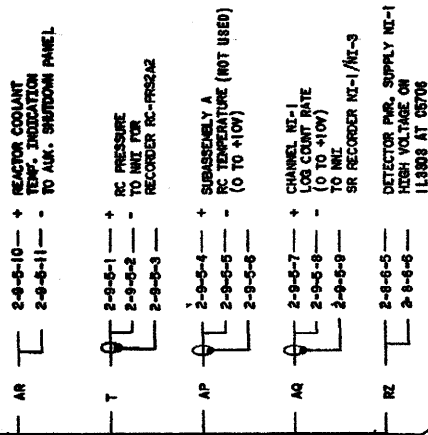 AR 2-9-5-10 + REACTOR COOLANT
TEMP. INDICATION
2-9-5-11 - TO AUX. SHUTDOWN PANEL
T 2-9-5-1 + RC PRESSURE
2-9-5-2 - TO NNI FOR
2-9-5-3 RECORDER RC-PRS2A2
AP 2-9-5-4 + SUBASSEMBLY A
2-9-5-5 - RC TEMPERATURE (NOT USED)
2-9-5-6 (0 TO +10V)
AQ 2-9-5-7 + CHANNEL NI-1
LOG COUNT RATE
2-9-5-8 - (0 TO +10V)
TO NNI
2-9-5-9 SR RECORDER NI-1/NI-3
RZ 2-8-6-5 DETECTOR PWR. SUPPLY NI-1
2-8-6-6 HIGH VOLTAGE ON
AT C5706